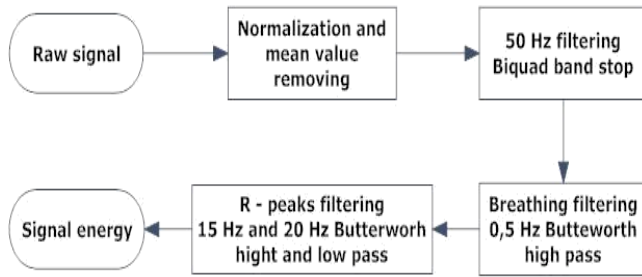 Raw signal
Normalization and
mean value
removing
50 Hz filtering
Biquad band stop
Breathing filtering
0,5 Hz Butteworth
high pass
R - peaks filtering
15 Hz and 20 Hz Butterworh
hight and low pass
Signal energy